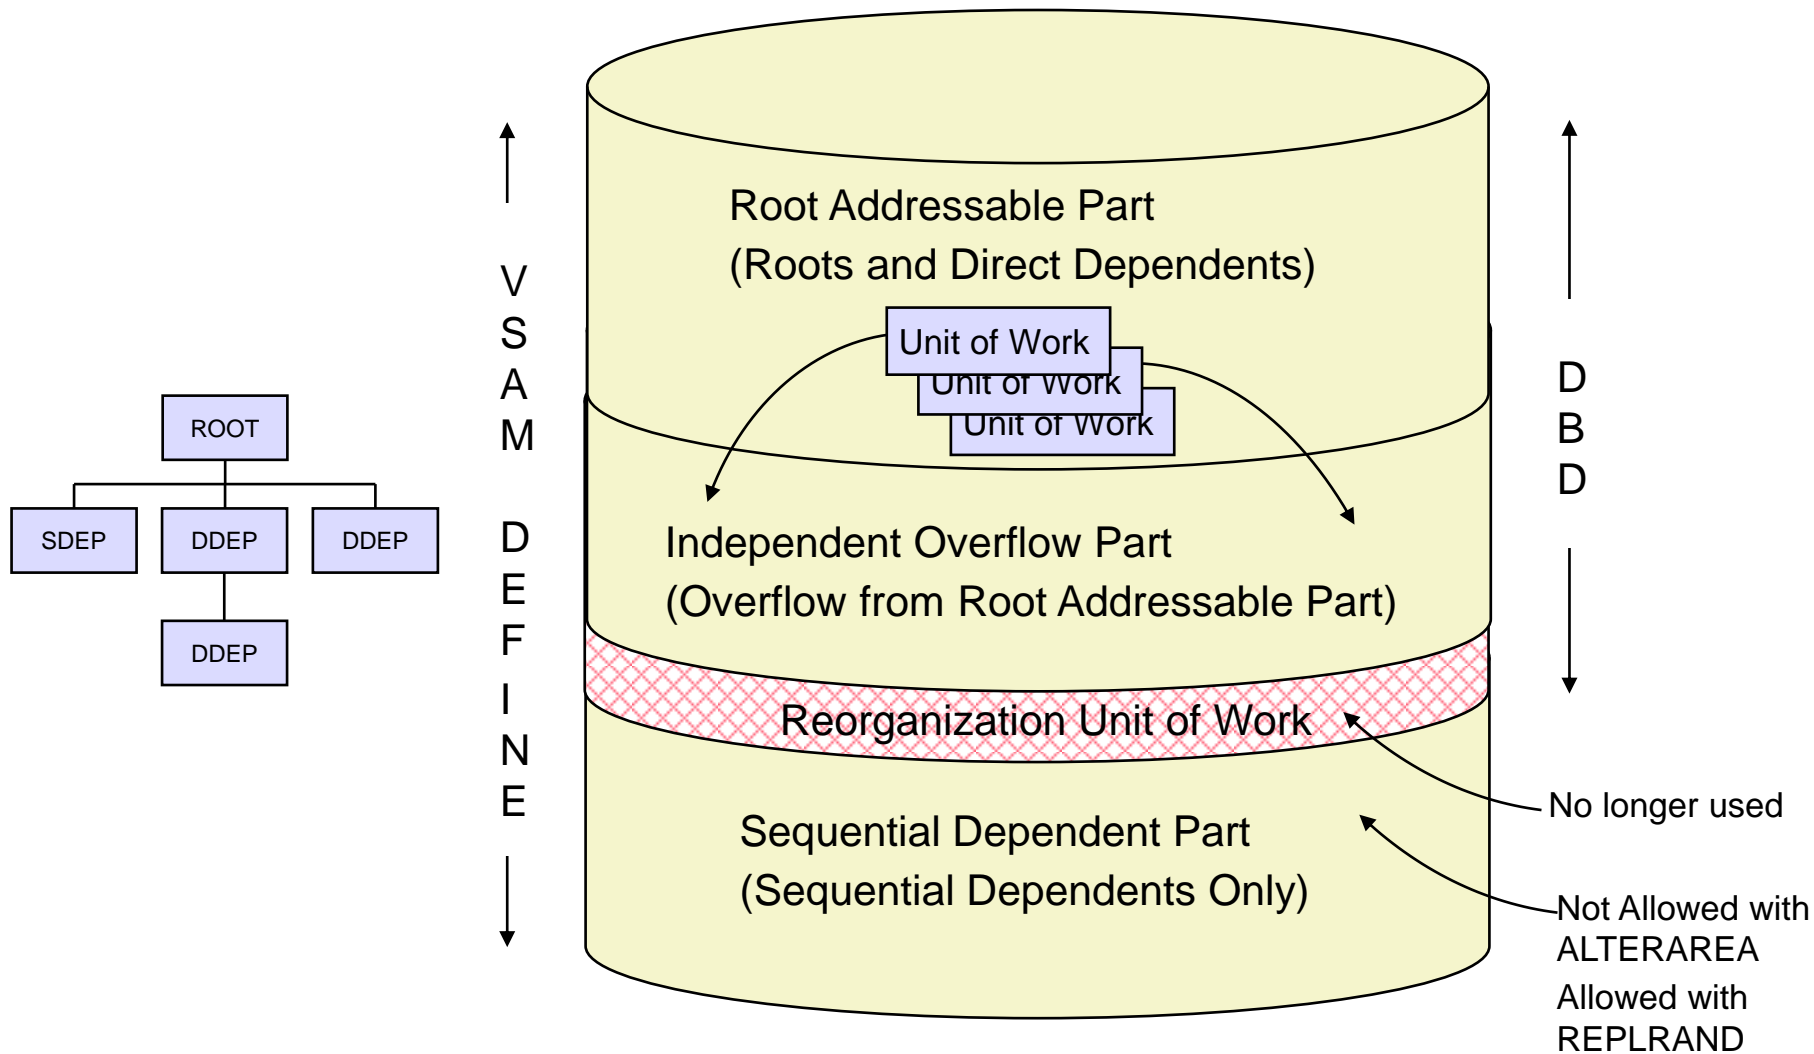 Root Addressable Part
(Roots and Direct Dependents)
Unit of Work
Unit of Work
Unit of Work
Independent Overflow Part
(Overflow from Root Addressable Part)
Reorganization Unit of Work
Sequential Dependent Part
(Sequential Dependents Only)
V
S
A
M
D
E
F
I
N
E
D
B
D
ROOT
SDEP
DDEP
DDEP
DDEP
No longer used
Not Allowed with
ALTERAREA
Allowed with
REPLRAND